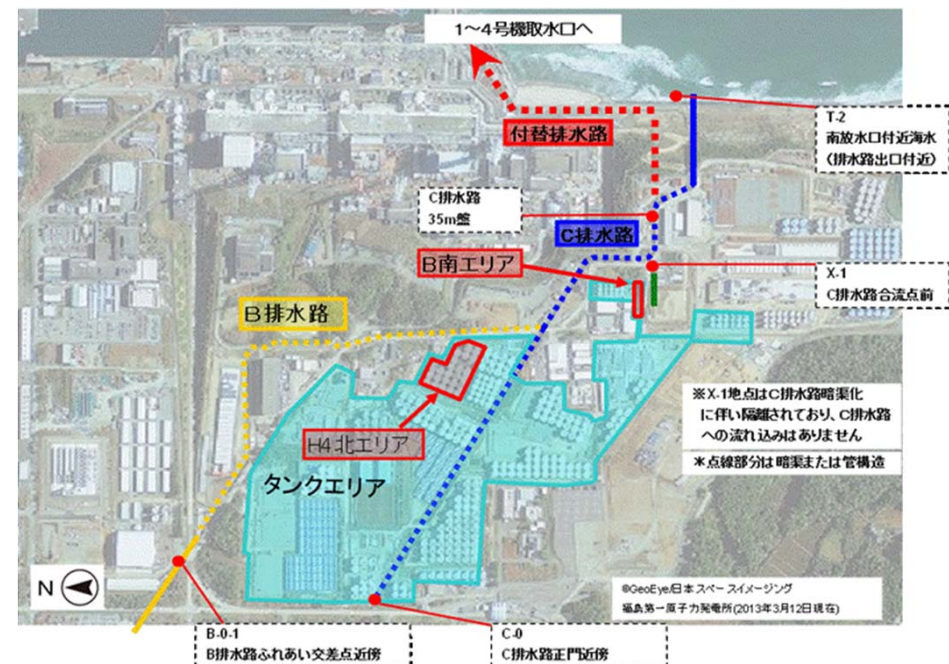 1～4号機取水口へ
付替排水路
T-2
南放水口付近海水
(排水路出口付近)
C排水路
35m盤
C排水路
B南エリア
X-1
C排水路合流点前
B排水路
※X-1地点はC排水路暗渠化
に伴い隔離されており、C排水路
への流れ込みはありません
＊点線部分は暗渠または管構造
H4北エリア
タンクエリア
N
©GeoEye/日本スペースイメージング
福島第一原子力発電所(2013年3月12日現在)
B-0-1
B排水路ふれあい交差点近傍
C-0
C排水路正門近傍